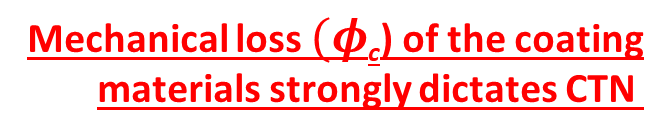 Mechanical loss (ϕc) of the coating
materials strongly dictates CTN